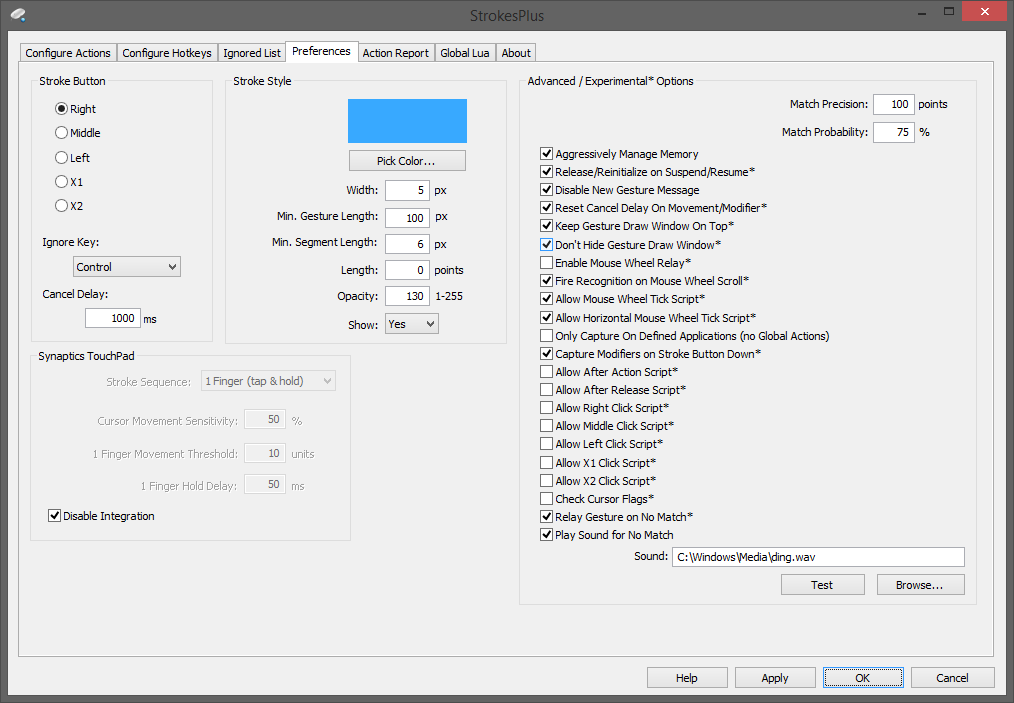 StrokesPlus
Configure Actions
Configure Hotkeys
Ignored List
Preferences
Action Report
Global Lua
About
Stroke Button
Right
Middle
Left
X1
X2
Ignore Key:
Control
Cancel Delay:
1000 ms
Stroke Style
Pick Color...
Width: 5 px
Min. Gesture Length: 100 px
Min. Segment Length: 6 px
Length: 0 points
Opacity: 130 1-255
Show: Yes
Synaptics TouchPad
Stroke Sequence: 1 Finger (tap & hold)
Cursor Movement Sensitivity: 50 %
1 Finger Movement Threshold: 10 units
1 Finger Hold Delay: 50 ms
Disable Integration
Advanced / Experimental* Options
Match Precision: 100 points
Match Probability: 75 %
Aggressively Manage Memory
Release/Reinitialize on Suspend/Resume*
Disable New Gesture Message
Reset Cancel Delay On Movement/Modifier*
Keep Gesture Draw Window On Top*
Don't Hide Gesture Draw Window*
Enable Mouse Wheel Relay*
Fire Recognition on Mouse Wheel Scroll*
Allow Mouse Wheel Tick Script*
Allow Horizontal Mouse Wheel Tick Script*
Only Capture On Defined Applications (no Global Actions)
Capture Modifiers on Stroke Button Down*
Allow After Action Script*
Allow After Release Script*
Allow Right Click Script*
Allow Middle Click Script*
Allow Left Click Script*
Allow X1 Click Script*
Allow X2 Click Script*
Check Cursor Flags*
Relay Gesture on No Match*
Play Sound for No Match
Sound: C:\Windows\Media\ding.wav
Test
Browse...
Help
Apply
OK
Cancel